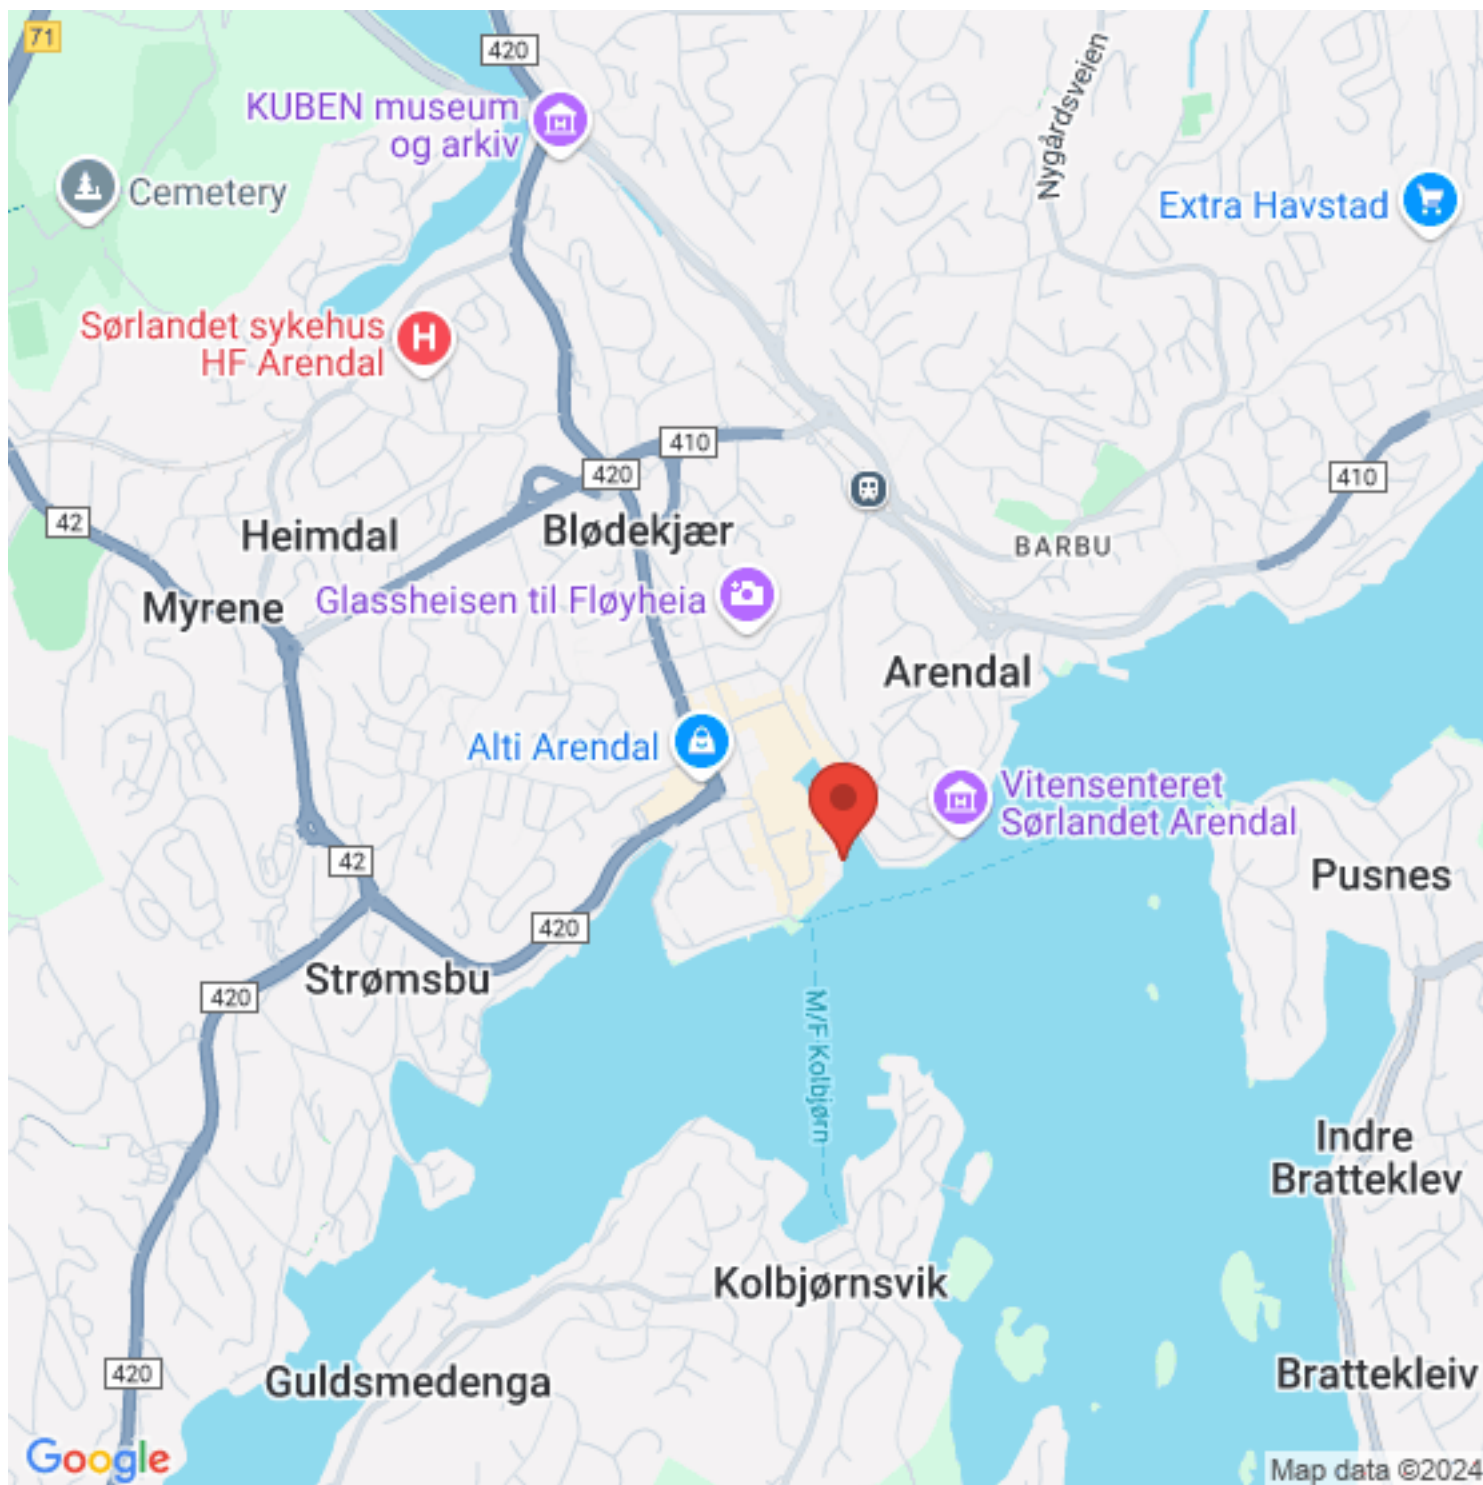 71
420
KUBEN museum
og arkiv
Nygårdsveien
Cemetery
Extra Havstad
Sørlandet sykehus
HF Arendal
410
420
410
42
Heimdal
Blødekjær
BARBU
Glassheisen til Fløyheia
Myrene
Arendal
Alti Arendal
Vitensenteret
Sørlandet Arendal
42
Pusnes
420
Strømsbu
420
M/F Kolbjørn
Indre
Bratteklev
Kolbjørnsvik
420
Guldsmedenga
Brattekleiv
Google
Map data ©2024